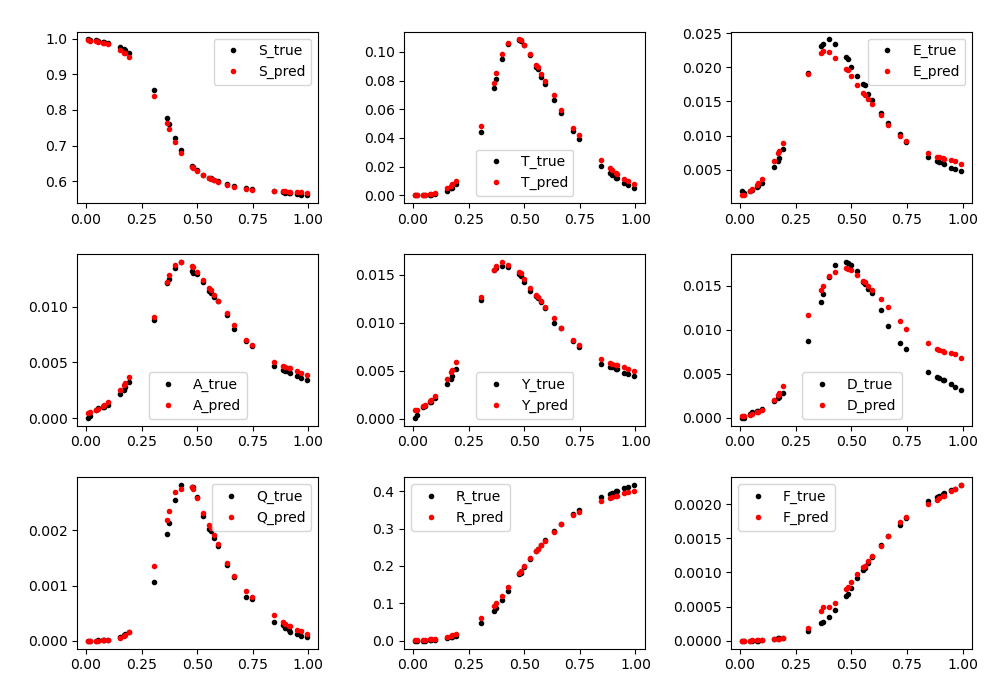 1.0
0.9
0.8
0.7
0.6
0.00 0.25 0.50 0.75 1.00
S_true
S_pred
0.10
0.08
0.06
0.04
0.02
0.00
0.00 0.25 0.50 0.75 1.00
T_true
T_pred
0.025
0.020
0.015
0.010
0.005
0.00 0.25 0.50 0.75 1.00
E_true
E_pred
0.010
0.005
0.000
0.00 0.25 0.50 0.75 1.00
A_true
A_pred
0.015
0.010
0.005
0.000
0.00 0.25 0.50 0.75 1.00
Y_true
Y_pred
0.015
0.010
0.005
0.000
0.00 0.25 0.50 0.75 1.00
D_true
D_pred
0.002
0.001
0.000
0.00 0.25 0.50 0.75 1.00
Q_true
Q_pred
0.4
0.3
0.2
0.1
0.0
0.00 0.25 0.50 0.75 1.00
R_true
R_pred
0.0020
0.0015
0.0010
0.0005
0.0000
0.00 0.25 0.50 0.75 1.00
F_true
F_pred